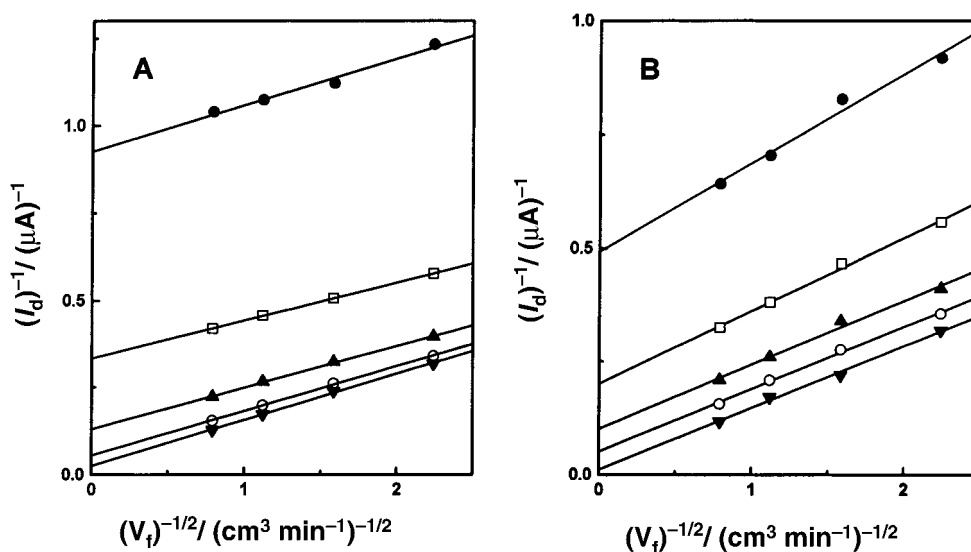 A
B
1.0
0.5
0.0
1.0
0.5
0.0
(I_d)^{-1}/ (μA)^{-1}
(I_d)^{-1}/ (μA)^{-1}
0 1 2
0 1 2
(V_f)^{-1/2}/ (cm^3 min^{-1})^{-1/2}
(V_f)^{-1/2}/ (cm^3 min^{-1})^{-1/2}